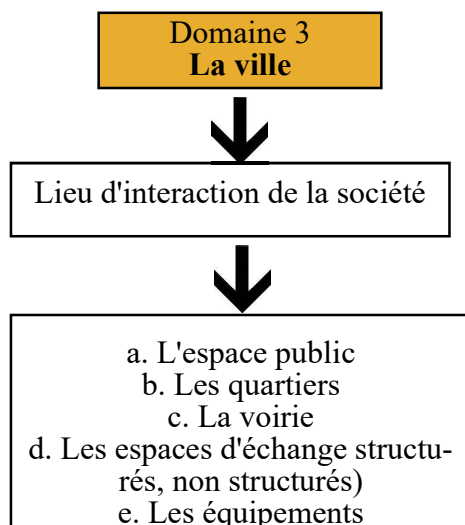 Domaine 3
La ville
Lieu d'interaction de la société
a. L'espace public
b. Les quartiers
c. La voirie
d. Les espaces d'échange structu-
rés, non structurés)
e. Les équipements